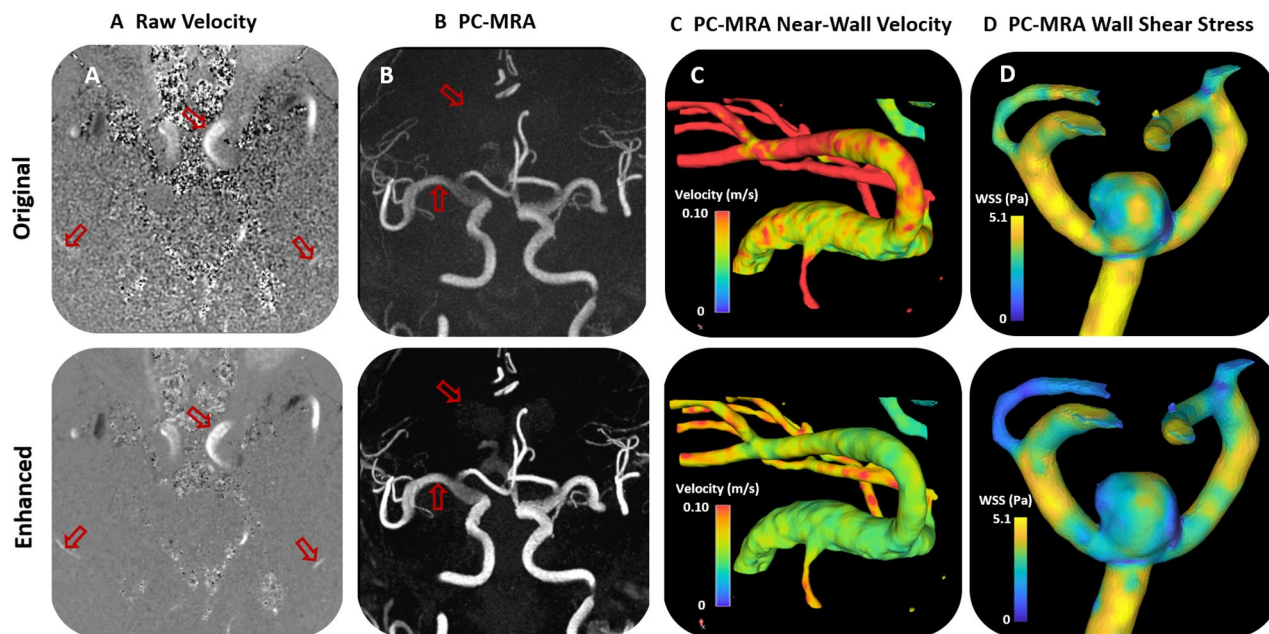 A Raw Velocity
B PC-MRA
C PC-MRA Near-Wall Velocity
D PC-MRA Wall Shear Stress
Original
A
B
C
Velocity (m/s)
0.10
0
D
WSS (Pa)
5.1
0
Enhanced
Velocity (m/s)
0.10
0
WSS (Pa)
5.1
0